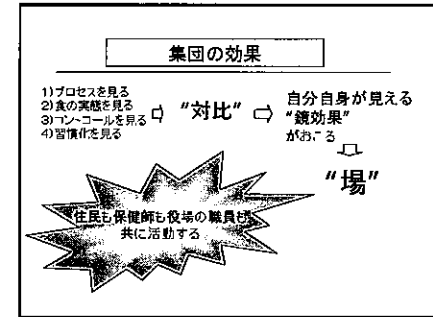 集団の効果
1)プロセスを見る
2)食の実態を見る
3)コントロールを見る
4)習慣化を見る
⇨
“対比”
⇨
自分自身が見える
“鏡効果”
がおこる
“場”
住民も保健師も役場の職員も
共に活動する